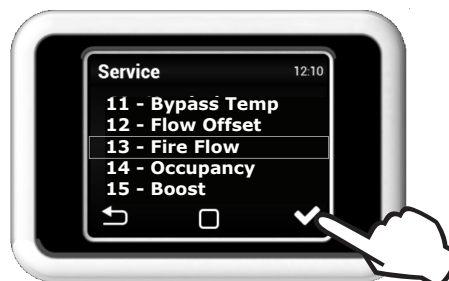 Service 12:10
11 - Bypass Temp
12 - Flow Offset
13 - Fire Flow
14 - Occupancy
15 - Boost